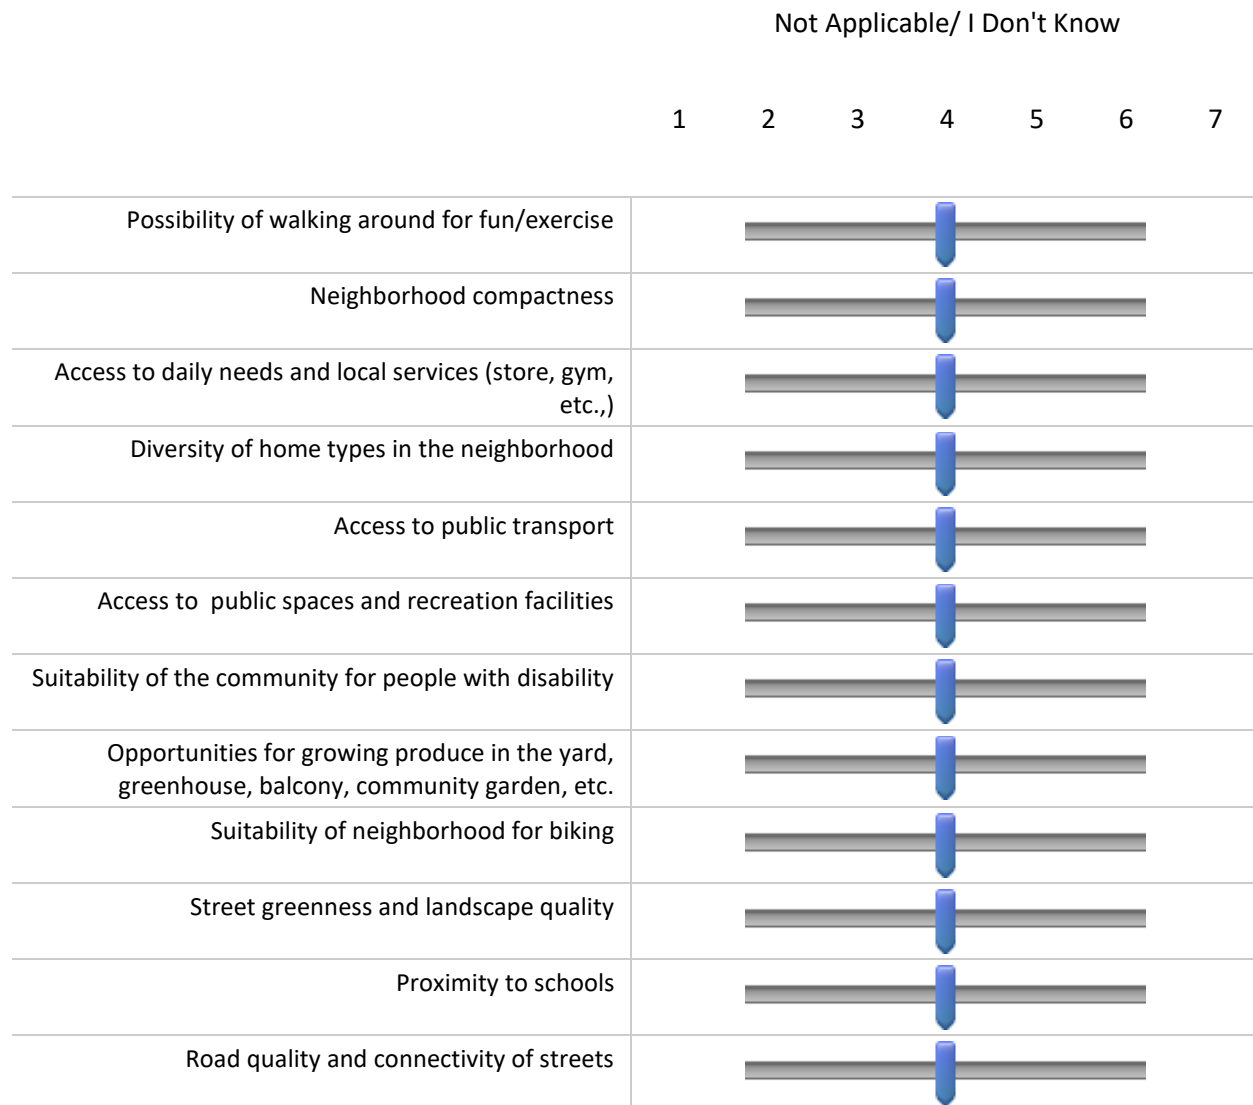 Not Applicable/ I Don't Know
1 2 3 4 5 6 7
Possibility of walking around for fun/exercise
Neighborhood compactness
Access to daily needs and local services (store, gym,
etc.,)
Diversity of home types in the neighborhood
Access to public transport
Access to  public spaces and recreation facilities
Suitability of the community for people with disability
Opportunities for growing produce in the yard,
greenhouse, balcony, community garden, etc.
Suitability of neighborhood for biking
Street greenness and landscape quality
Proximity to schools
Road quality and connectivity of streets